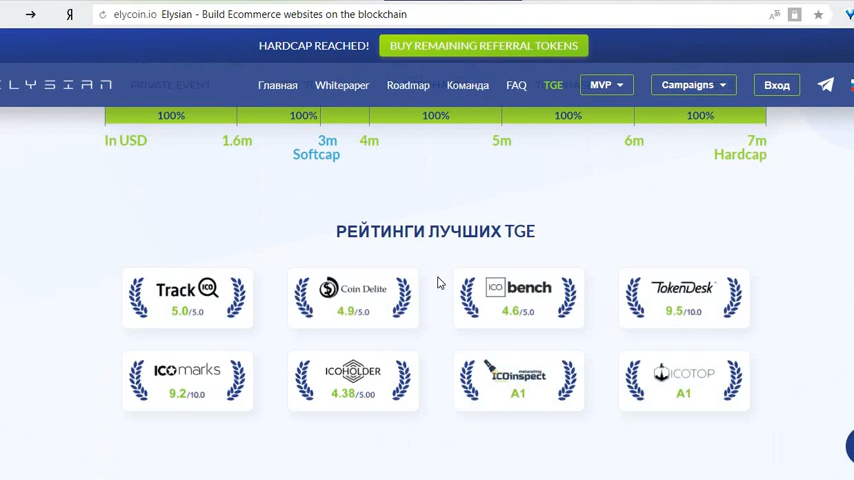 Я elycoin.io Elysian - Build Ecommerce websites on the blockchain
HARDCAP REACHED! BUY REMAINING REFERRAL TOKENS
ELYSIAN Главная Whitepaper Roadmap Команда FAQ TGE MVP Campaigns Вход
PRIVATE EVENT
100% 100% 100% 100% 100%
In USD 1.6m 3m 4m 5m 6m 7m
Softcap Hardcap
РЕЙТИНГИ ЛУЧШИХ TGE
Track ICO Coin Delite ICO bench TokenDesk
5.0/5.0 4.9/5.0 4.6/5.0 9.5/10.0
ICOmarks ICOHOLDER ICOinspect ICOTOP
9.2/10.0 4.38/5.00 A1 A1